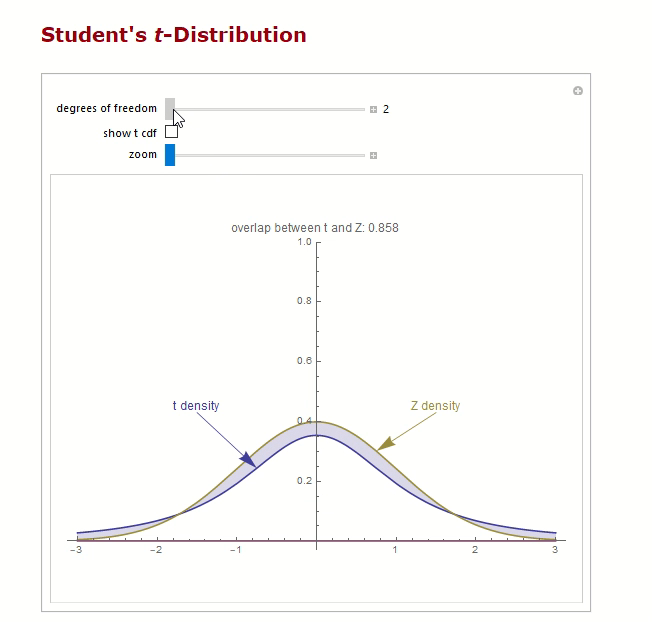 Student's t-Distribution
degrees of freedom 2
show t cdf
zoom
overlap between t and Z: 0.858
1.0
0.8
0.6
t density
Z density
0.4
0.2
−3 −2 −1 1 2 3